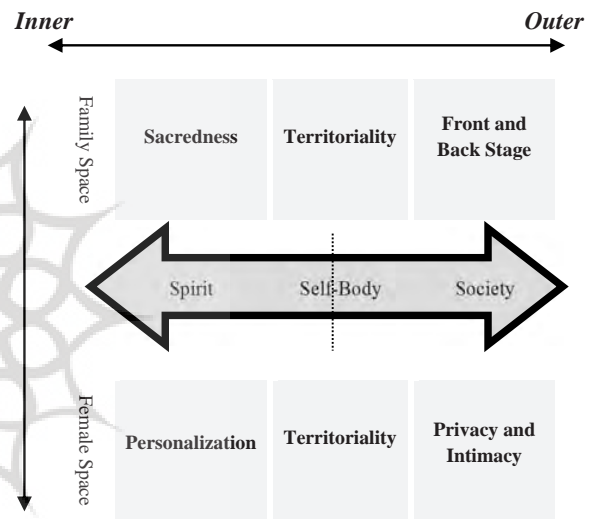 Inner Outer
Family Space
Sacredness Territoriality Front and
Back Stage
Spirit Self-Body Society
Female Space
Personalization Territoriality Privacy and
Intimacy